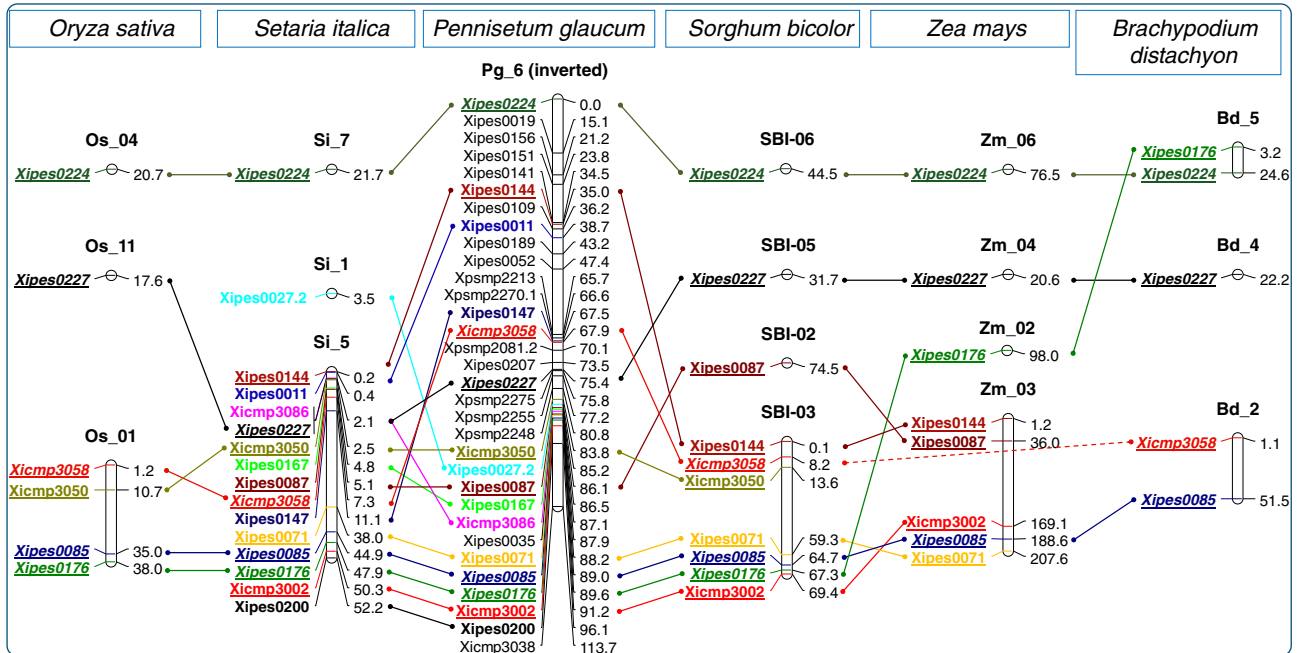 Oryza sativa
Setaria italica
Pennisetum glaucum
Sorghum bicolor
Zea mays
Brachypodium
distachyon
Os_04
Xipes0224 20.7
Os_11
Xipes0227 17.6
Os_01
Xicmp3058 1.2
Xicmp3050 10.7
Xipes0085 35.0
Xipes0176 38.0
Si_7
Xipes0224 21.7
Si_1
Xipes0027.2 3.5
Si_5
Xipes0144 0.2
Xipes0011 0.4
Xicmp3086
Xipes0227 2.1
Xicmp3050 2.5
Xipes0167 4.8
Xipes0087 5.1
Xicmp3058 7.3
Xipes0147 11.1
Xipes0071 38.0
Xipes0085 44.9
Xipes0176 47.9
Xicmp3002 50.3
Xipes0200 52.2
Pg_6 (inverted)
Xipes0224 0.0
Xipes0019 15.1
Xipes0156 21.2
Xipes0151 23.8
Xipes0141 34.5
Xipes0144 35.0
Xipes0109 36.2
Xipes0011 38.7
Xipes0189 43.2
Xipes0052 47.4
Xpsmp2213 65.7
Xpsmp2270.1 66.6
Xipes0147 67.5
Xicmp3058 67.9
Xpsmp2081.2 70.1
Xipes0207 73.5
Xipes0227 75.4
Xpsmp2275 75.8
Xpsmp2255 77.2
Xpsmp2248 80.8
Xicmp3050 83.8
Xipes0027.2 85.2
Xipes0087 86.1
Xipes0167 86.5
Xicmp3086 87.1
Xipes0035 87.9
Xipes0071 88.2
Xipes0085 89.0
Xipes0176 89.6
Xicmp3002 91.2
Xipes0200 96.1
Xicmp3038 113.7
SBI-06
Xipes0224 44.5
SBI-05
Xipes0227 31.7
SBI-02
Xipes0087 74.5
SBI-03
Xipes0144 0.1
Xicmp3058 8.2
Xicmp3050 13.6
Xipes0071 59.3
Xipes0085 64.7
Xipes0176 67.3
Xicmp3002 69.4
Zm_06
Xipes0224 76.5
Zm_04
Xipes0227 20.6
Zm_02
Xipes0176 98.0
Zm_03
Xipes0144 1.2
Xipes0087 36.0
Xicmp3002 169.1
Xipes0085 188.6
Xipes0071 207.6
Bd_5
Xipes0176 3.2
Xipes0224 24.6
Bd_4
Xipes0227 22.2
Bd_2
Xicmp3058 1.1
Xipes0085 51.5